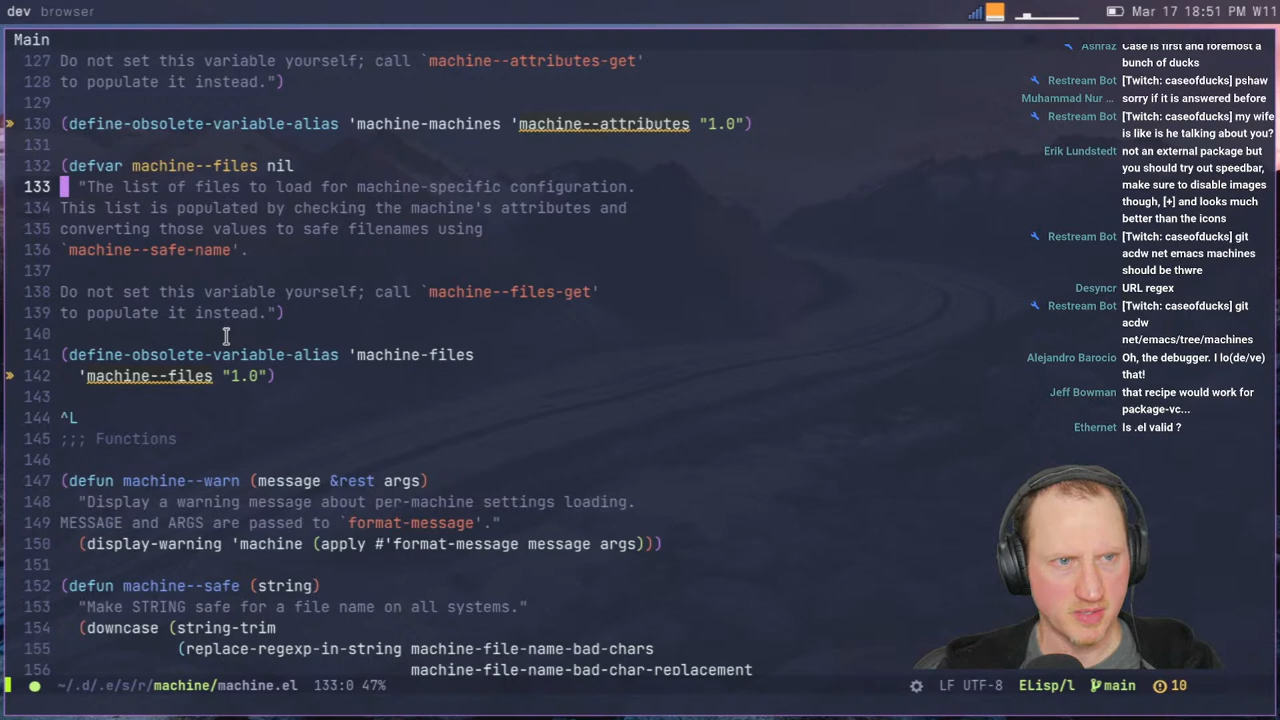 dev browser
Mar 17 18:51 PM W11
Main
127 Do not set this variable yourself; call `machine--attributes-get'
128 to populate it instead.")
129
130 (define-obsolete-variable-alias 'machine-machines 'machine--attributes "1.0")
131
132 (defvar machine--files nil
133 "The list of files to load for machine-specific configuration.
134 This list is populated by checking the machine's attributes and
135 converting those values to safe filenames using
136 `machine--safe-name'.
137
138 Do not set this variable yourself; call `machine--files-get'
139 to populate it instead.")
140
141 (define-obsolete-variable-alias 'machine-files
142 'machine--files "1.0")
143
144 ^L
145 ;;; Functions
146
147 (defun machine--warn (message &rest args)
148 "Display a warning message about per-machine settings loading.
149 MESSAGE and ARGS are passed to `format-message'."
150 (display-warning 'machine (apply #'format-message message args)))
151
152 (defun machine--safe (string)
153 "Make STRING safe for a file name on all systems."
154 (downcase (string-trim
155 (replace-regexp-in-string machine-file-name-bad-chars
156 machine-file-name-bad-char-replacement
~/.d/.e/s/r/machine/machine.el 133:0 47% LF UTF-8 ELisp/l main 10
Ashraz Case is first and foremost a
bunch of ducks
Restream Bot [Twitch: caseofducks] pshaw
Muhammad Nur ... sorry if it is answered before
Restream Bot [Twitch: caseofducks] my wife
is like is he talking about you?
Erik Lundstedt not an external package but
you should try out speedbar,
make sure to disable images
though, [+] and looks much
better than the icons
Restream Bot [Twitch: caseofducks] git
acdw net emacs machines
should be thwre
Desyncr URL regex
Restream Bot [Twitch: caseofducks] git
acdw
net/emacs/tree/machines
Alejandro Barocio Oh, the debugger. I lo(de/ve)
that!
Jeff Bowman that recipe would work for
package-vc...
Ethernet Is .el valid ?